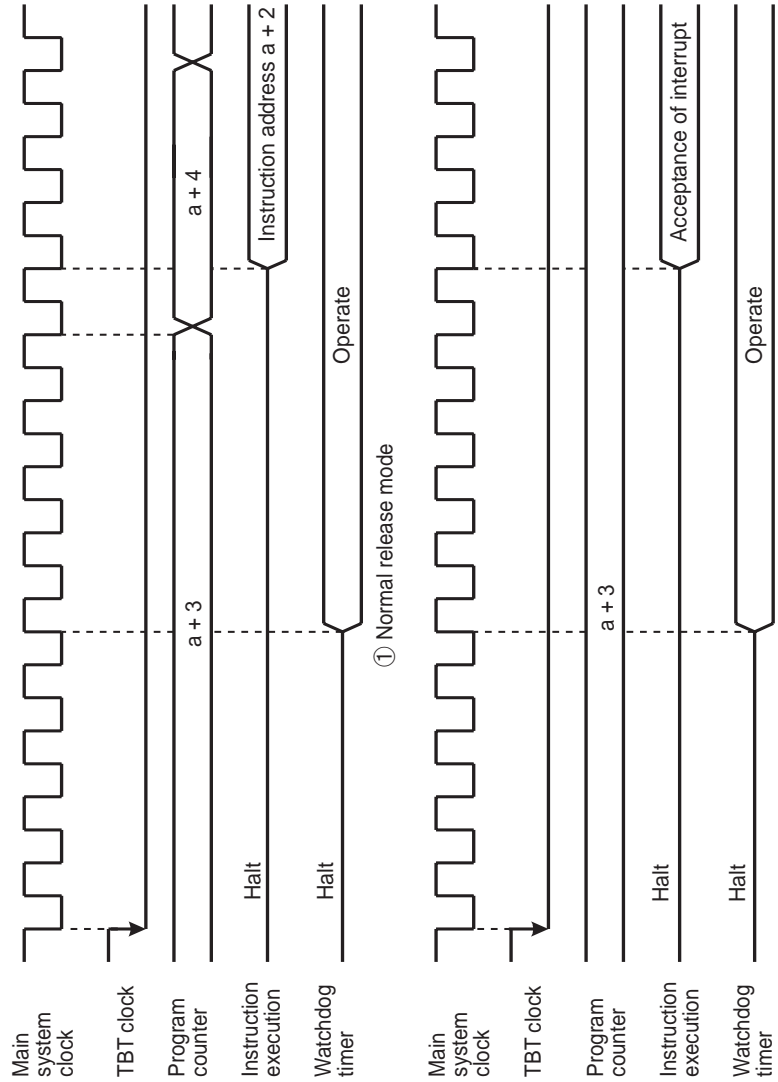 Main
system
clock
TBT clock
Program
counter
a + 3
a + 4
Instruction
execution
Halt
Instruction address a + 2
Watchdog
timer
Halt
Operate
① Normal release mode
Main
system
clock
TBT clock
Program
counter
a + 3
Instruction
execution
Halt
Acceptance of interrupt
Watchdog
timer
Halt
Operate